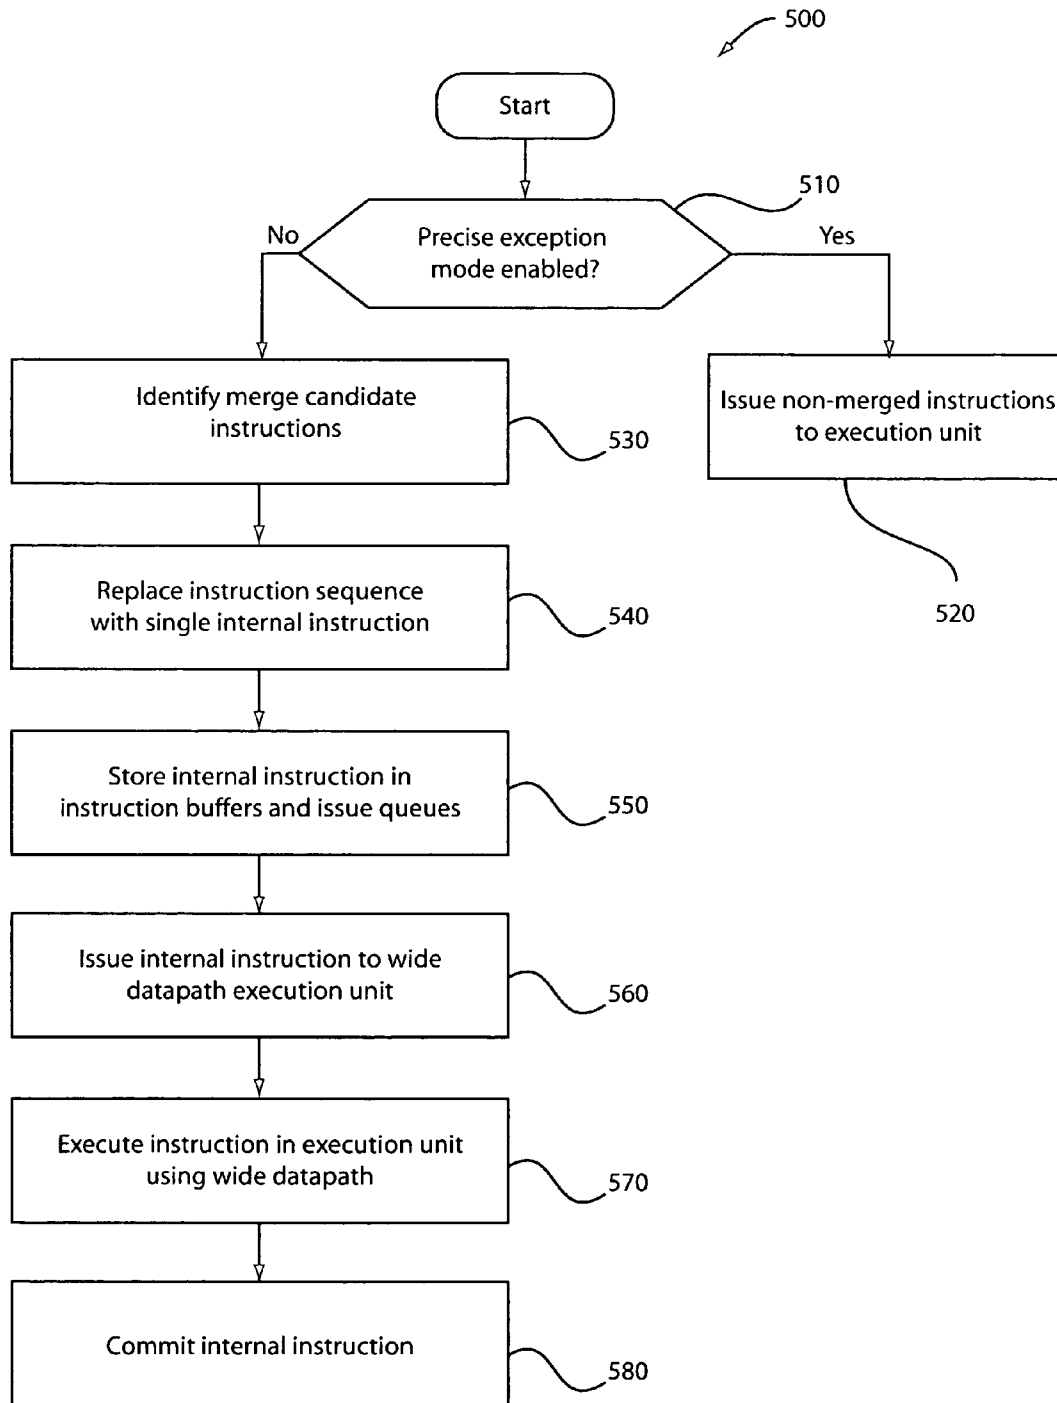 500
Start
510
Precise exception
mode enabled?
No
Yes
Identify merge candidate
instructions
530
Issue non-merged instructions
to execution unit
520
Replace instruction sequence
with single internal instruction
540
Store internal instruction in
instruction buffers and issue queues
550
Issue internal instruction to wide
datapath execution unit
560
Execute instruction in execution unit
using wide datapath
570
Commit internal instruction
580